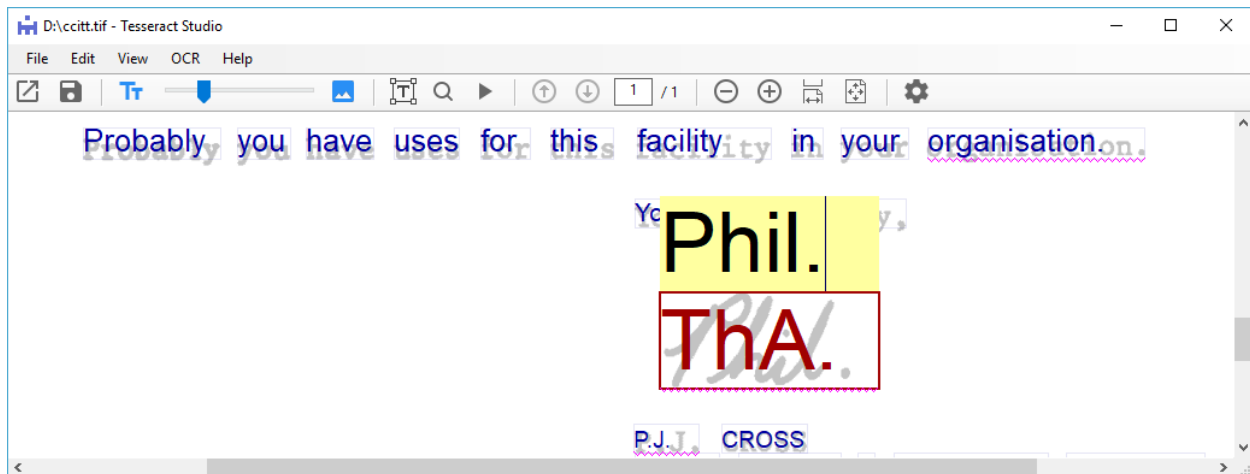 D:\ccitt.tif - Tesseract Studio
File Edit View OCR Help
Tт T 1 / 1
Probably you have uses for this facility in your organisation.
Yo y,
Phil.
ThA.
P.J. CROSS